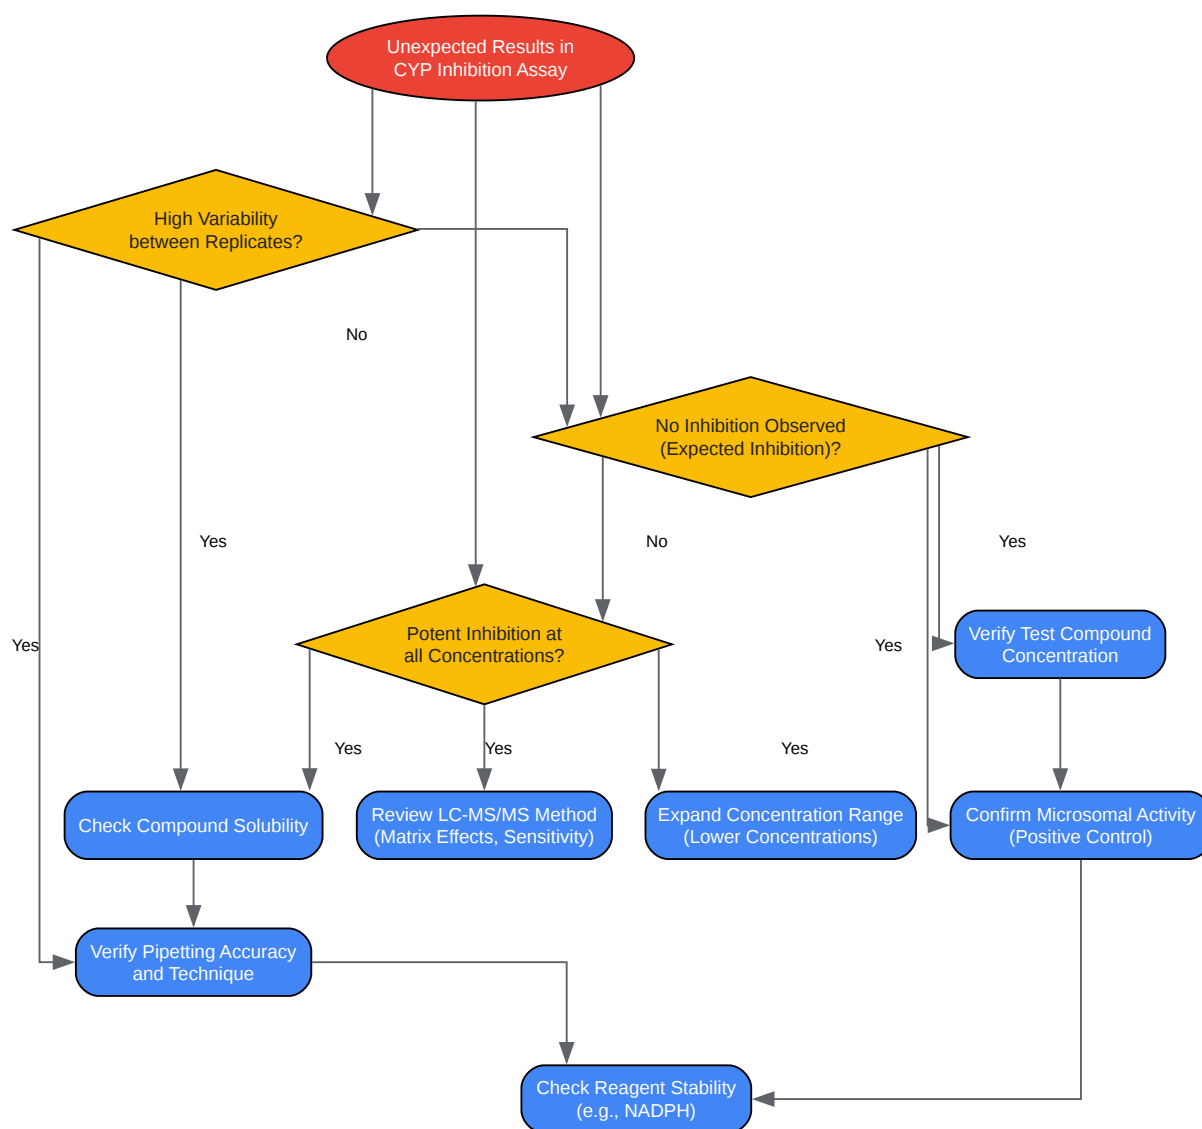 Unexpected Results in
CYP Inhibition Assay
High Variability
between Replicates?
No
No Inhibition Observed
(Expected Inhibition)?
Yes
No
Yes
Potent Inhibition at
all Concentrations?
Yes
Yes
Verify Test Compound
Concentration
Yes
Yes
Yes
Check Compound Solubility
Review LC-MS/MS Method
(Matrix Effects, Sensitivity)
Expand Concentration Range
(Lower Concentrations)
Confirm Microsomal Activity
(Positive Control)
Verify Pipetting Accuracy
and Technique
Check Reagent Stability
(e.g., NADPH)